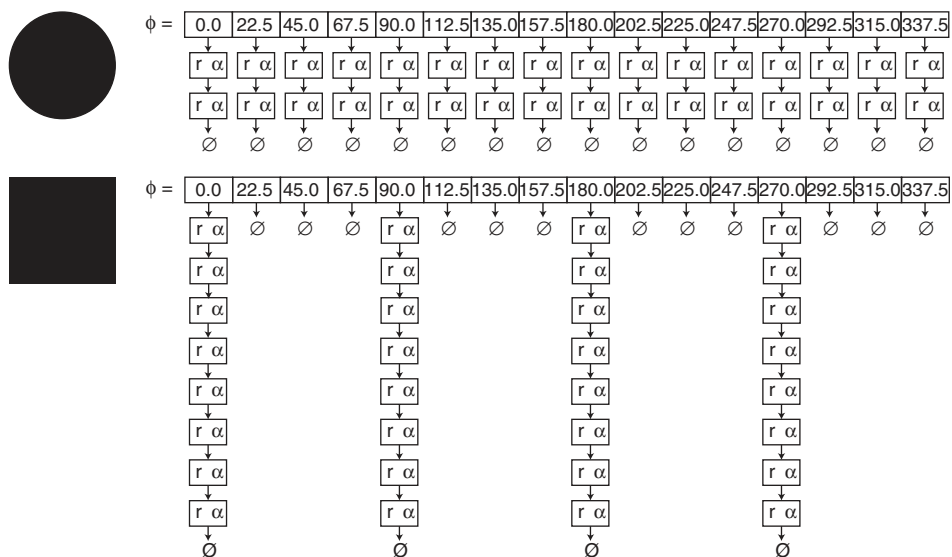 ϕ = 0.0 22.5 45.0 67.5 90.0 112.5 135.0 157.5 180.0 202.5 225.0 247.5 270.0 292.5 315.0 337.5
r α r α r α r α r α r α r α r α r α r α r α r α r α r α r α r α
r α r α r α r α r α r α r α r α r α r α r α r α r α r α r α r α
∅ ∅ ∅ ∅ ∅ ∅ ∅ ∅ ∅ ∅ ∅ ∅ ∅ ∅ ∅ ∅
ϕ = 0.0 22.5 45.0 67.5 90.0 112.5 135.0 157.5 180.0 202.5 225.0 247.5 270.0 292.5 315.0 337.5
r α ∅ ∅ ∅ r α ∅ ∅ ∅ r α ∅ ∅ ∅ r α ∅ ∅ ∅
r α r α r α r α
r α r α r α r α
r α r α r α r α
r α r α r α r α
r α r α r α r α
r α r α r α r α
r α r α r α r α
∅ ∅ ∅ ∅